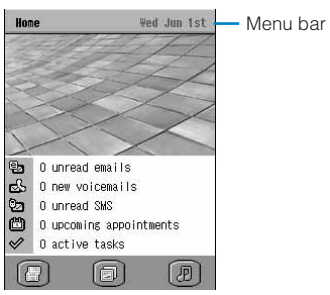 Home Wed Jun 1st Menu bar
0 unread emails
0 new voicemails
0 unread SMS
0 upcoming appointments
0 active tasks